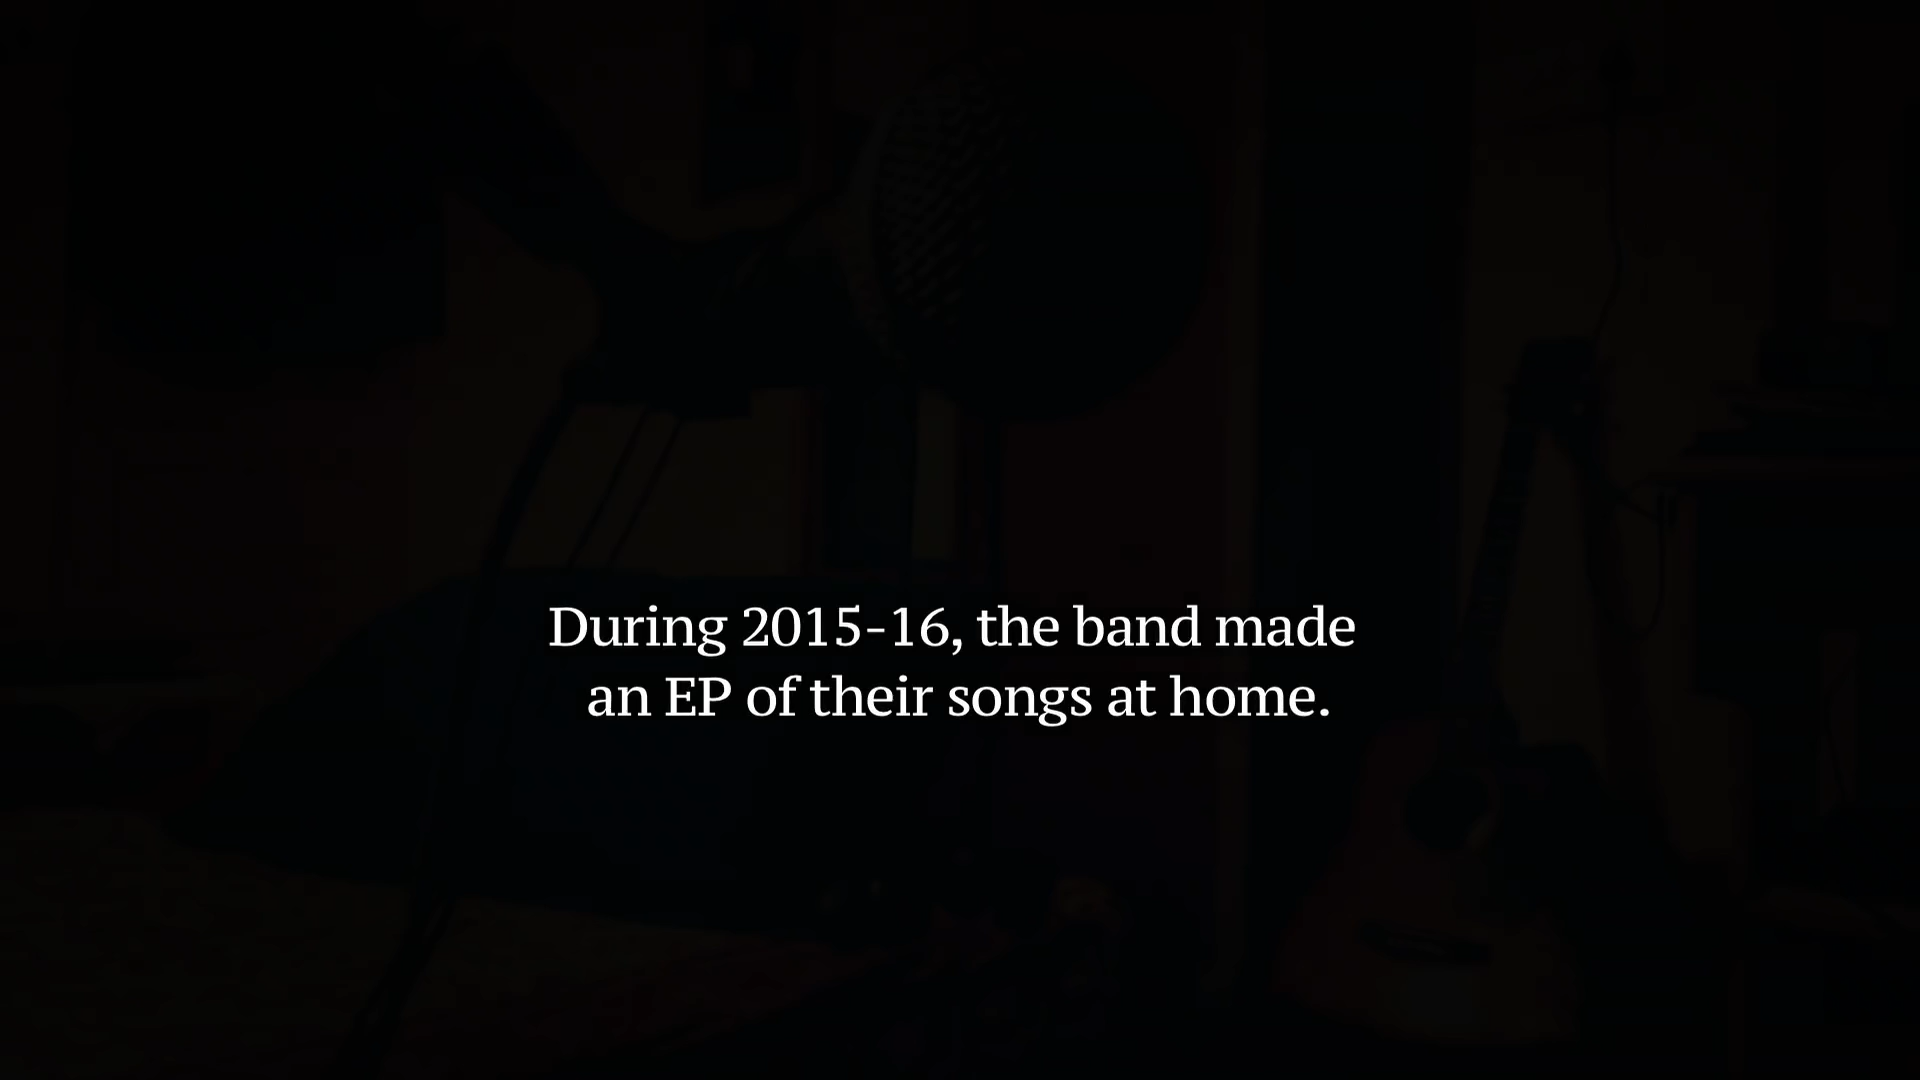 During 2015-16, the band made
an EP of their songs at home.